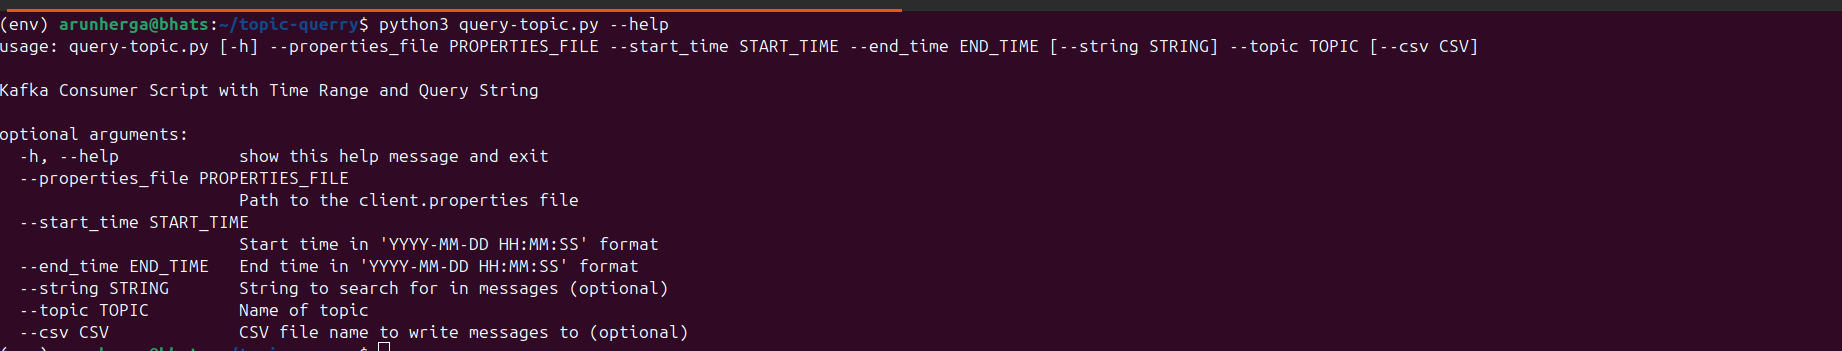 (env) arunherga@bhats:~/topic-querry$ python3 query-topic.py --help
usage: query-topic.py [-h] --properties_file PROPERTIES_FILE --start_time START_TIME --end_time END_TIME [--string STRING] --topic TOPIC [--csv CSV]
Kafka Consumer Script with Time Range and Query String
optional arguments:
-h, --help show this help message and exit
--properties_file PROPERTIES_FILE
Path to the client.properties file
--start_time START_TIME
Start time in 'YYYY-MM-DD HH:MM:SS' format
--end_time END_TIME End time in 'YYYY-MM-DD HH:MM:SS' format
--string STRING String to search for in messages (optional)
--topic TOPIC Name of topic
--csv CSV CSV file name to write messages to (optional)
(env) arunherga@bhats:~/topic-querry$